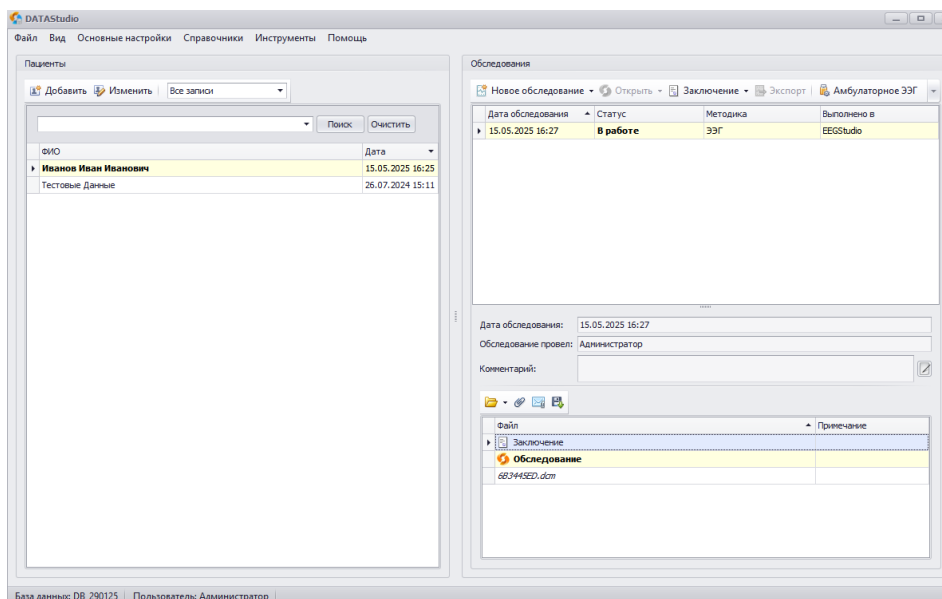 DATAStudio
Файл Вид Основные настройки Справочники Инструменты Помощь
Пациенты
Добавить Изменить Все записи
Поиск Очистить
ФИО Дата
Иванов Иван Иванович 15.05.2025 16:25
Тестовые Данные 26.07.2024 15:11
Обследования
Новое обследование Открыть Заключение Экспорт Амбулаторное ЭЭГ
Дата обследования Статус Методика Выполнено в
15.05.2025 16:27 В работе ЭЭГ EEGStudio
Дата обследования: 15.05.2025 16:27
Обследование провел: Администратор
Комментарий:
Файл Примечание
Заключение
Обследование
6B3445ED.dcm
База данных: DB_290125 Пользователь: Администратор